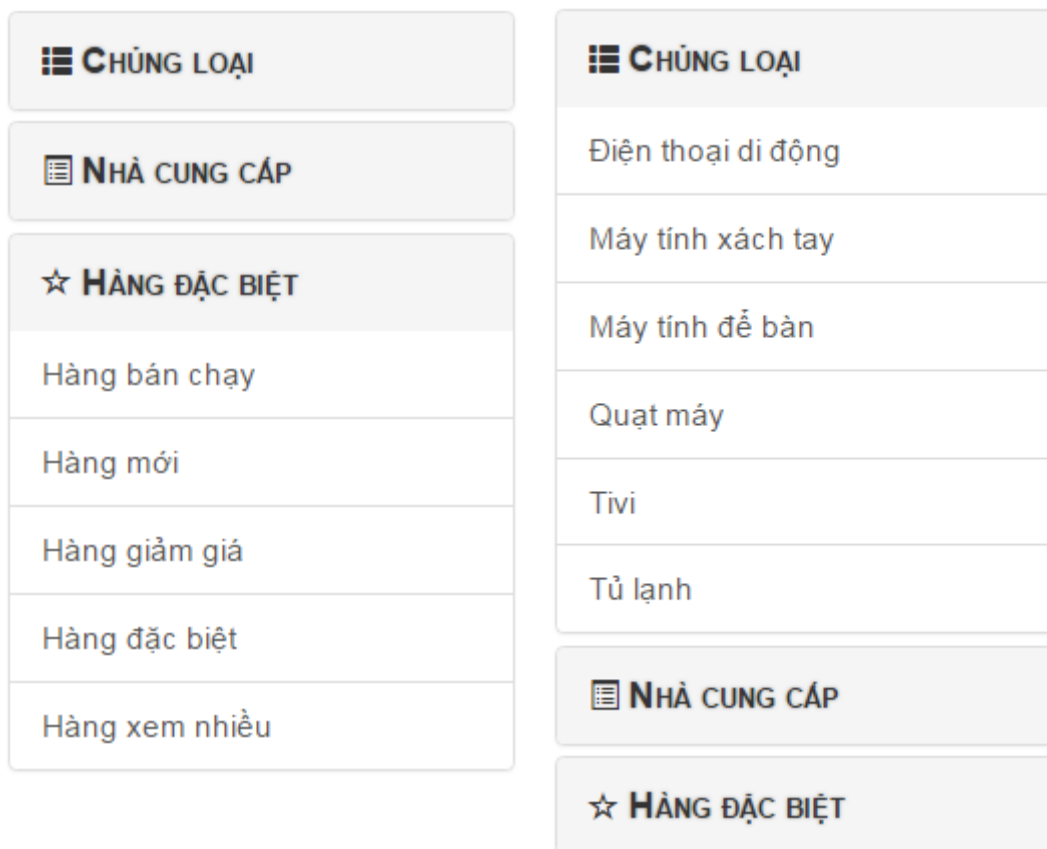 Chủng loại
Nhà cung cấp
Hàng đặc biệt
Hàng bán chạy
Hàng mới
Hàng giảm giá
Hàng đặc biệt
Hàng xem nhiều
Chủng loại
Điện thoại di động
Máy tính xách tay
Máy tính để bàn
Quạt máy
Tivi
Tủ lạnh
Nhà cung cấp
Hàng đặc biệt